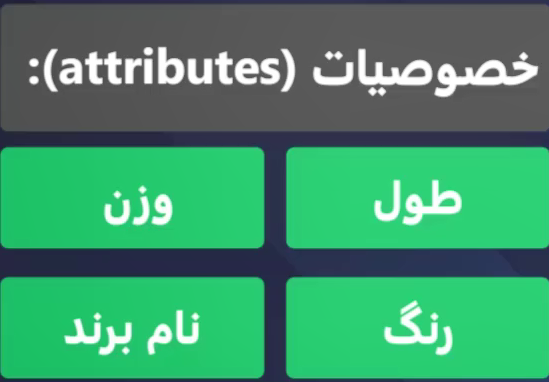 خصوصیات (attributes):
طول
وزن
رنگ
نام برند